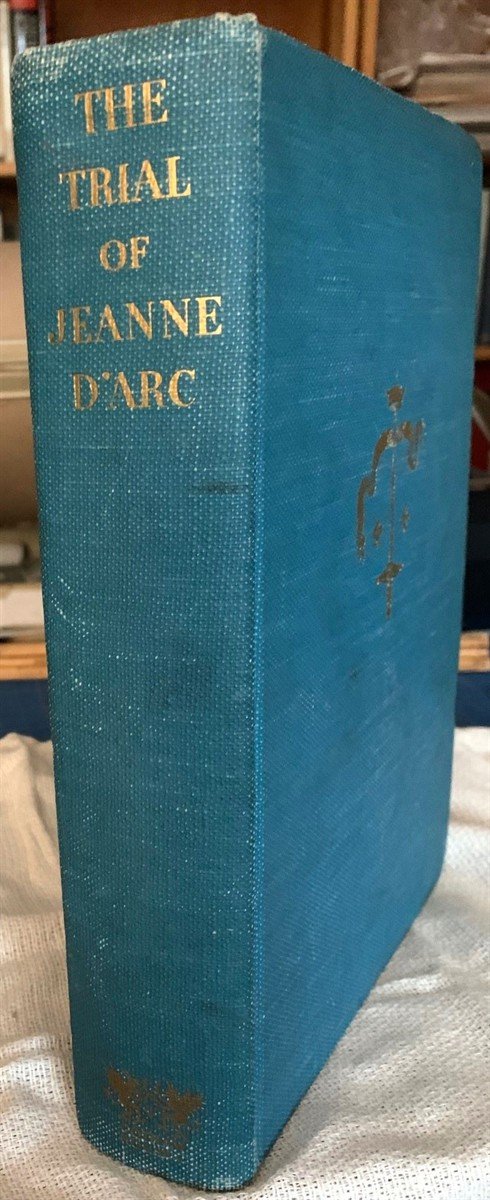 THE
TRIAL
OF
JEANNE
D'ARC